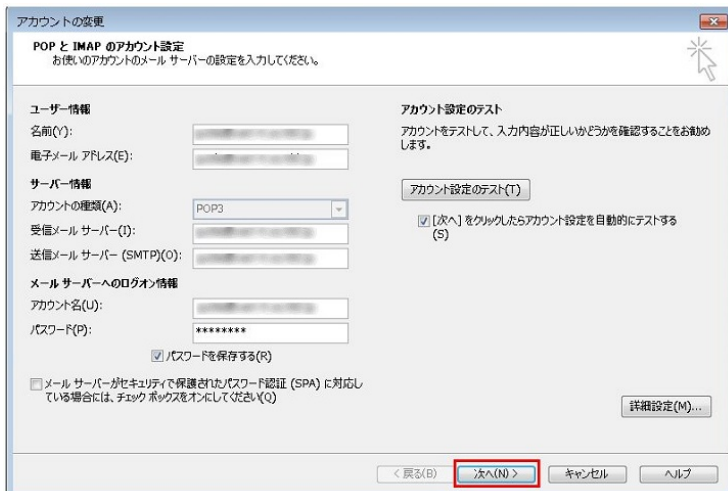 アカウントの変更
POP と IMAP のアカウント設定
お使いのアカウントのメール サーバーの設定を入力してください。
ユーザー情報
名前(Y):
電子メール アドレス(E):
サーバー情報
アカウントの種類(A):
POP3
受信メール サーバー(I):
送信メール サーバー (SMTP)(O):
メール サーバーへのログオン情報
アカウント名(U):
パスワード(P):
********
パスワードを保存する(R)
メール サーバーがセキュリティで保護されたパスワード認証 (SPA) に対応し
ている場合には、チェック ボックスをオンにしてください(Q)
アカウント設定のテスト
アカウントをテストして、入力内容が正しいかどうかを確認することをお勧め
します。
アカウント設定のテスト(T)
[次へ] をクリックしたらアカウント設定を自動的にテストする
(S)
詳細設定(M)...
< 戻る(B)
次へ(N) >
キャンセル
ヘルプ